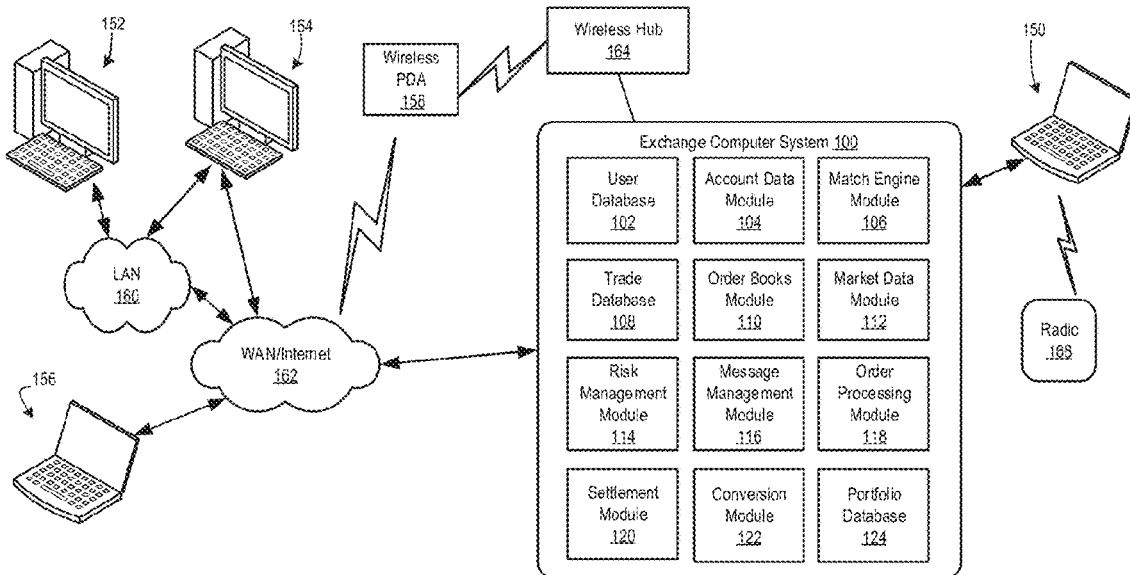 152
154
Wireless
PDA
158
Wireless Hub
164
150
Exchange Computer System 100
User
Database
102
Account Data
Module
104
Match Engine
Module
106
Trade
Database
108
Order Books
Module
110
Market Data
Module
112
Risk
Management
Module
114
Message
Management
Module
116
Order
Processing
Module
118
Settlement
Module
120
Conversion
Module
122
Portfolio
Database
124
LAN
160
WAN/Internet
162
156
Radio